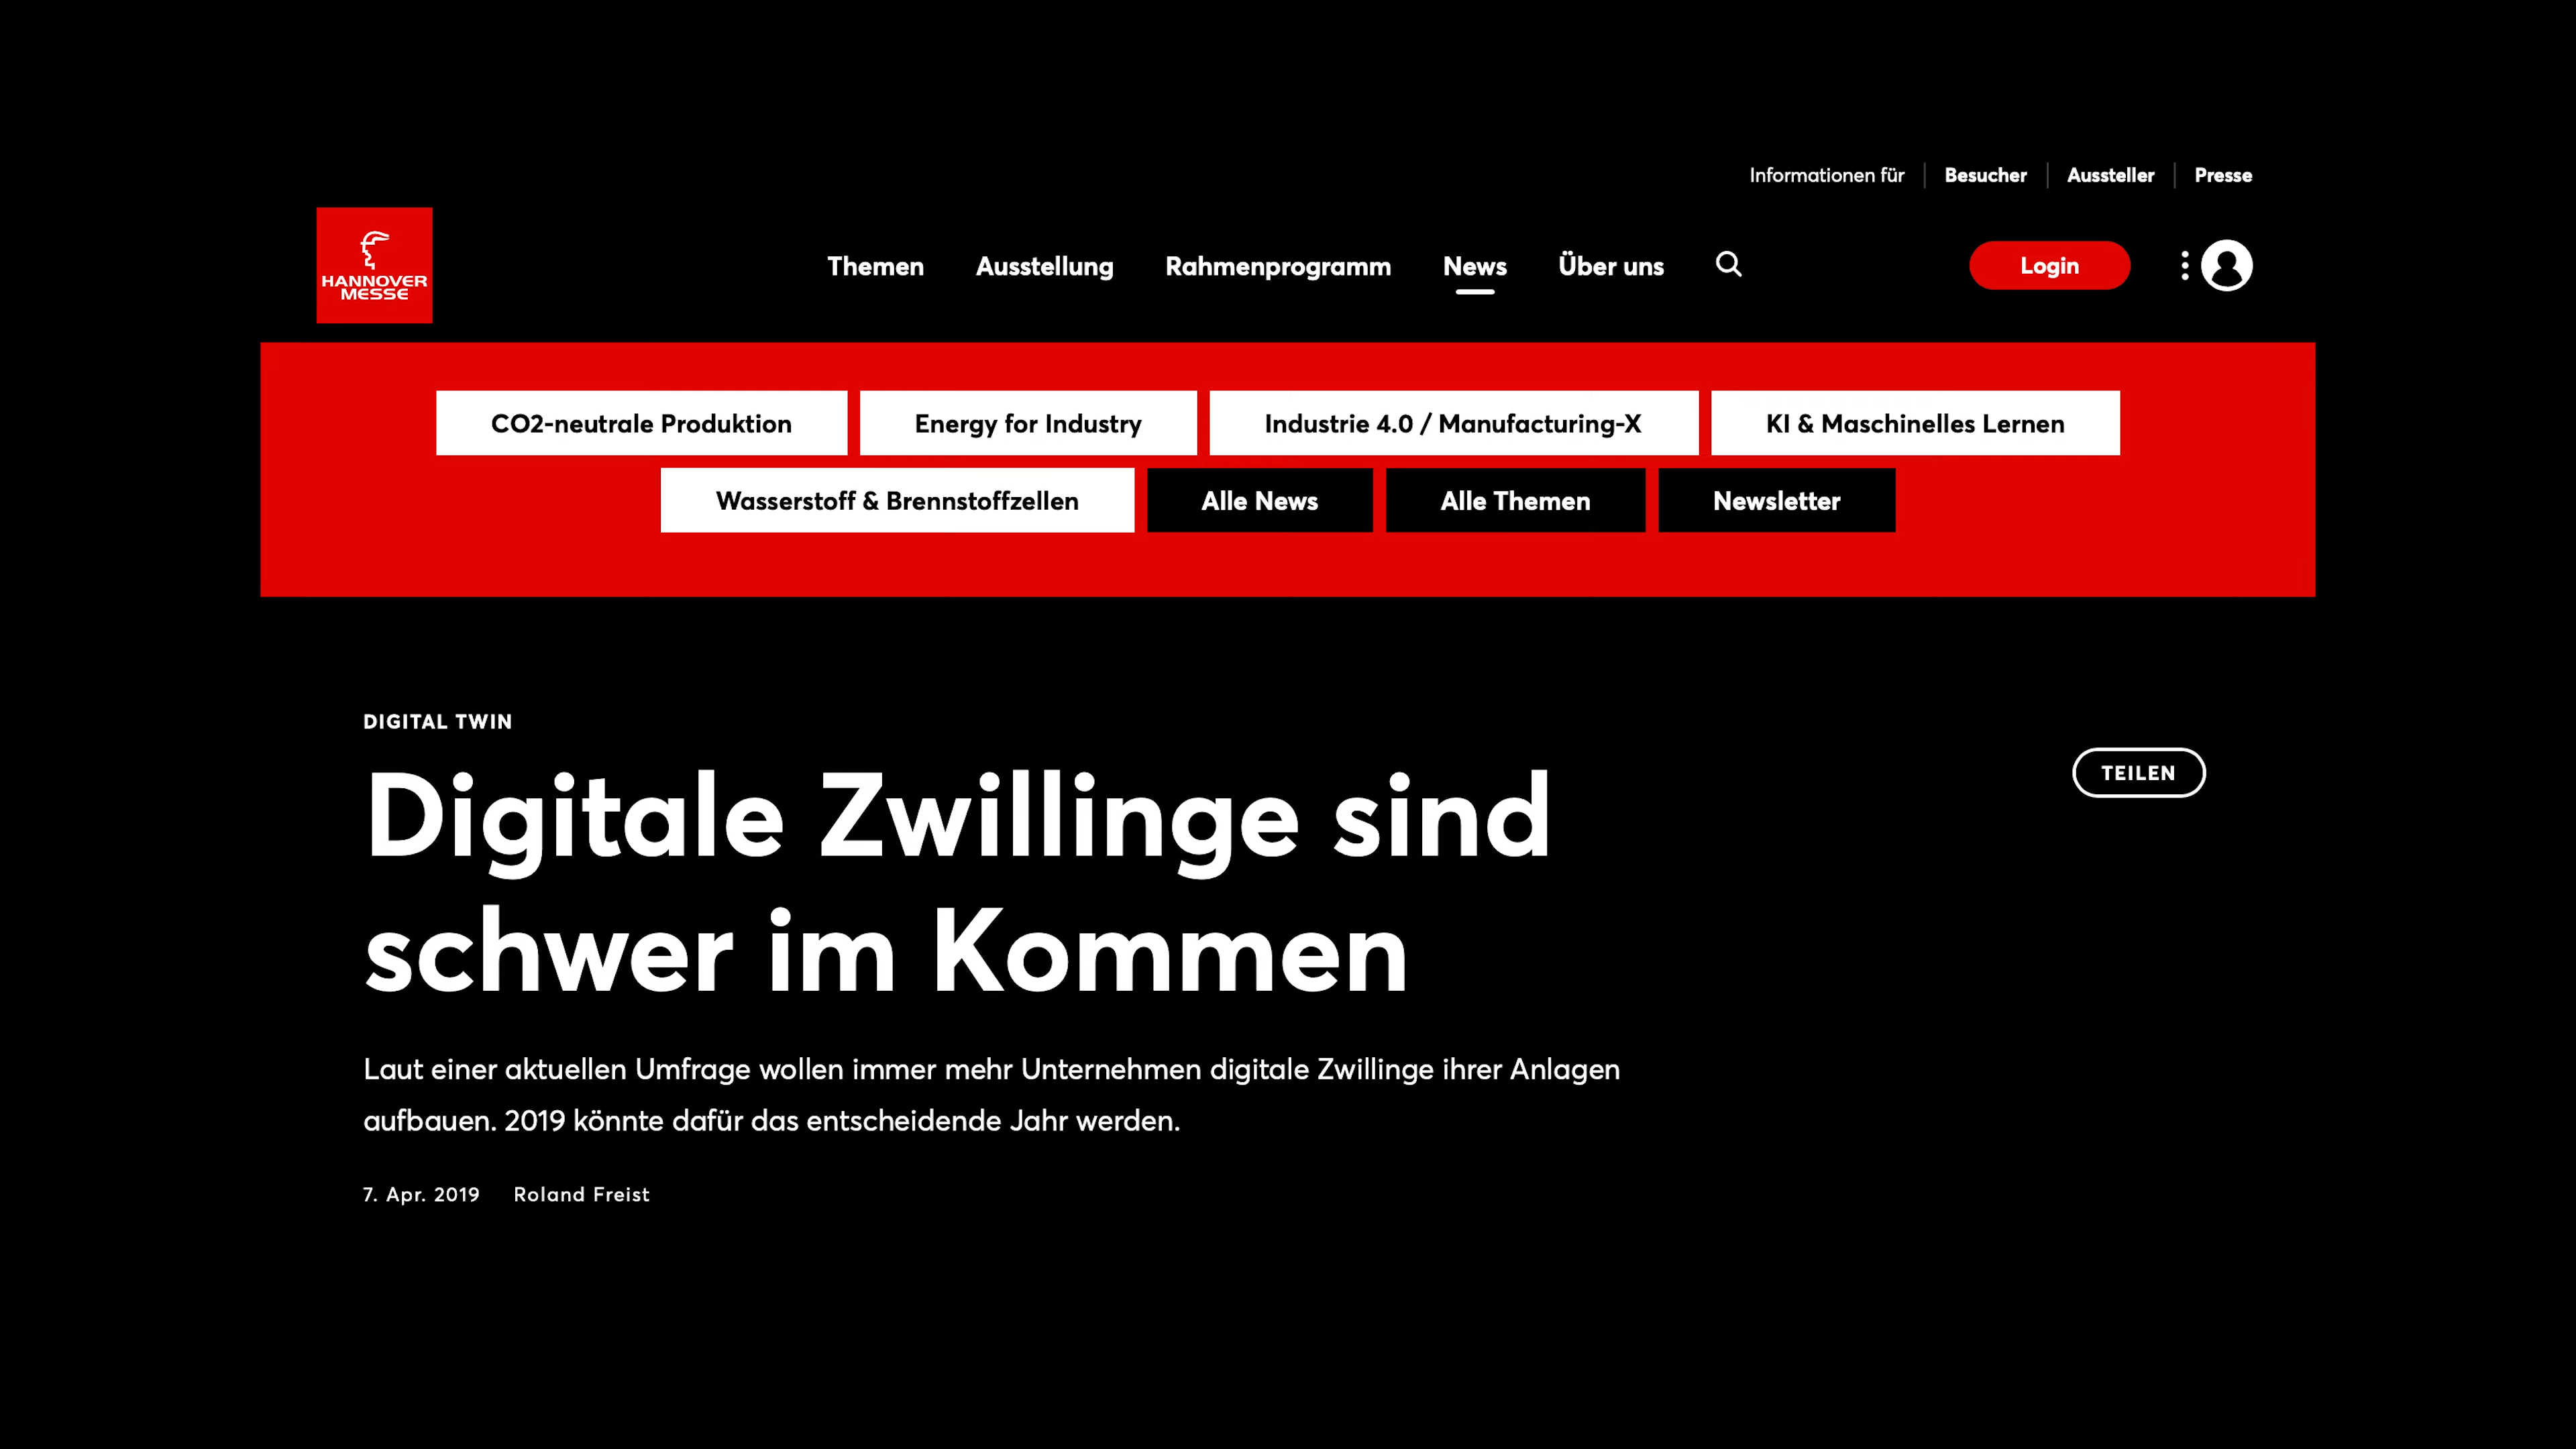 Informationen für Besucher Aussteller Presse
HANNOVER
MESSE
Themen Ausstellung Rahmenprogramm News Über uns Login
CO2-neutrale Produktion Energy for Industry Industrie 4.0 / Manufacturing-X KI & Maschinelles Lernen
Wasserstoff & Brennstoffzellen Alle News Alle Themen Newsletter
DIGITAL TWIN
TEILEN
Digitale Zwillinge sind
schwer im Kommen
Laut einer aktuellen Umfrage wollen immer mehr Unternehmen digitale Zwillinge ihrer Anlagen
aufbauen. 2019 könnte dafür das entscheidende Jahr werden.
7. Apr. 2019 Roland Freist